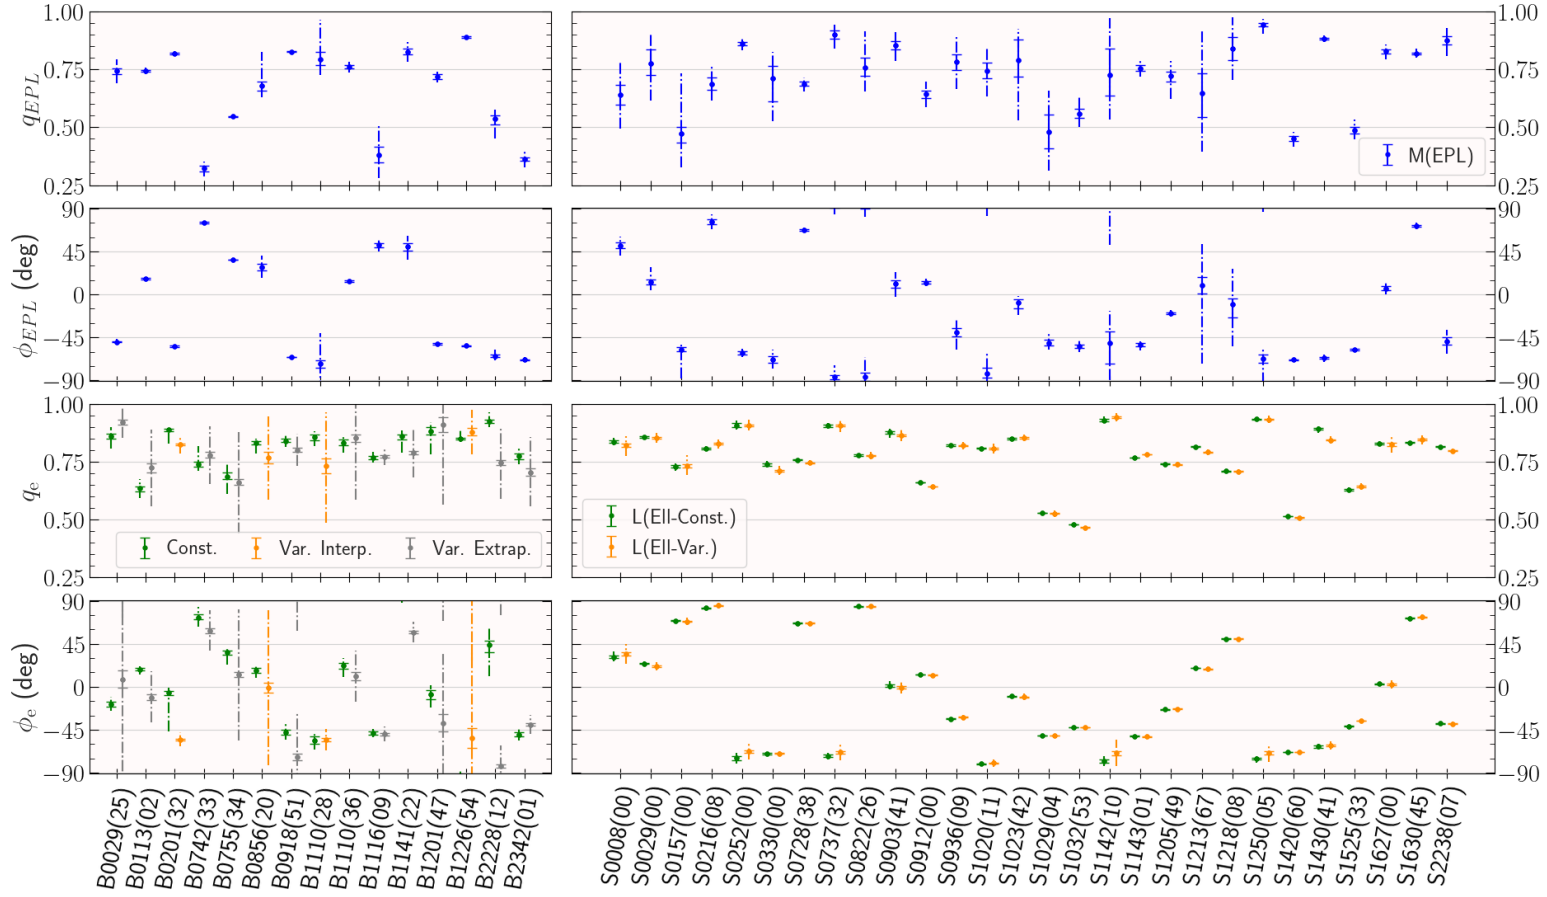 1.00
0.75
0.50
0.25
q_EPL
1.00
0.75
0.50
0.25
M(EPL)
90
45
0
−45
−90
ϕ_EPL (deg)
90
45
0
−45
−90
1.00
0.75
0.50
0.25
q_e
Const. Var. Interp. Var. Extrap.
L(Ell-Const.)
L(Ell-Var.)
1.00
0.75
0.50
0.25
90
45
0
−45
−90
ϕ_e (deg)
90
45
0
−45
−90
B0029(25)
B0113(02)
B0201(32)
B0742(33)
B0755(34)
B0856(20)
B0918(51)
B1110(28)
B1110(36)
B1116(09)
B1141(22)
B1201(47)
B1226(54)
B2228(12)
B2342(01)
S0008(00)
S0029(00)
S0157(00)
S0216(08)
S0252(00)
S0330(00)
S0728(38)
S0737(32)
S0822(26)
S0903(41)
S0912(00)
S0936(09)
S1020(11)
S1023(42)
S1029(04)
S1032(53)
S1142(10)
S1143(01)
S1205(49)
S1213(67)
S1218(08)
S1250(05)
S1420(60)
S1430(41)
S1525(33)
S1627(00)
S1630(45)
S2238(07)